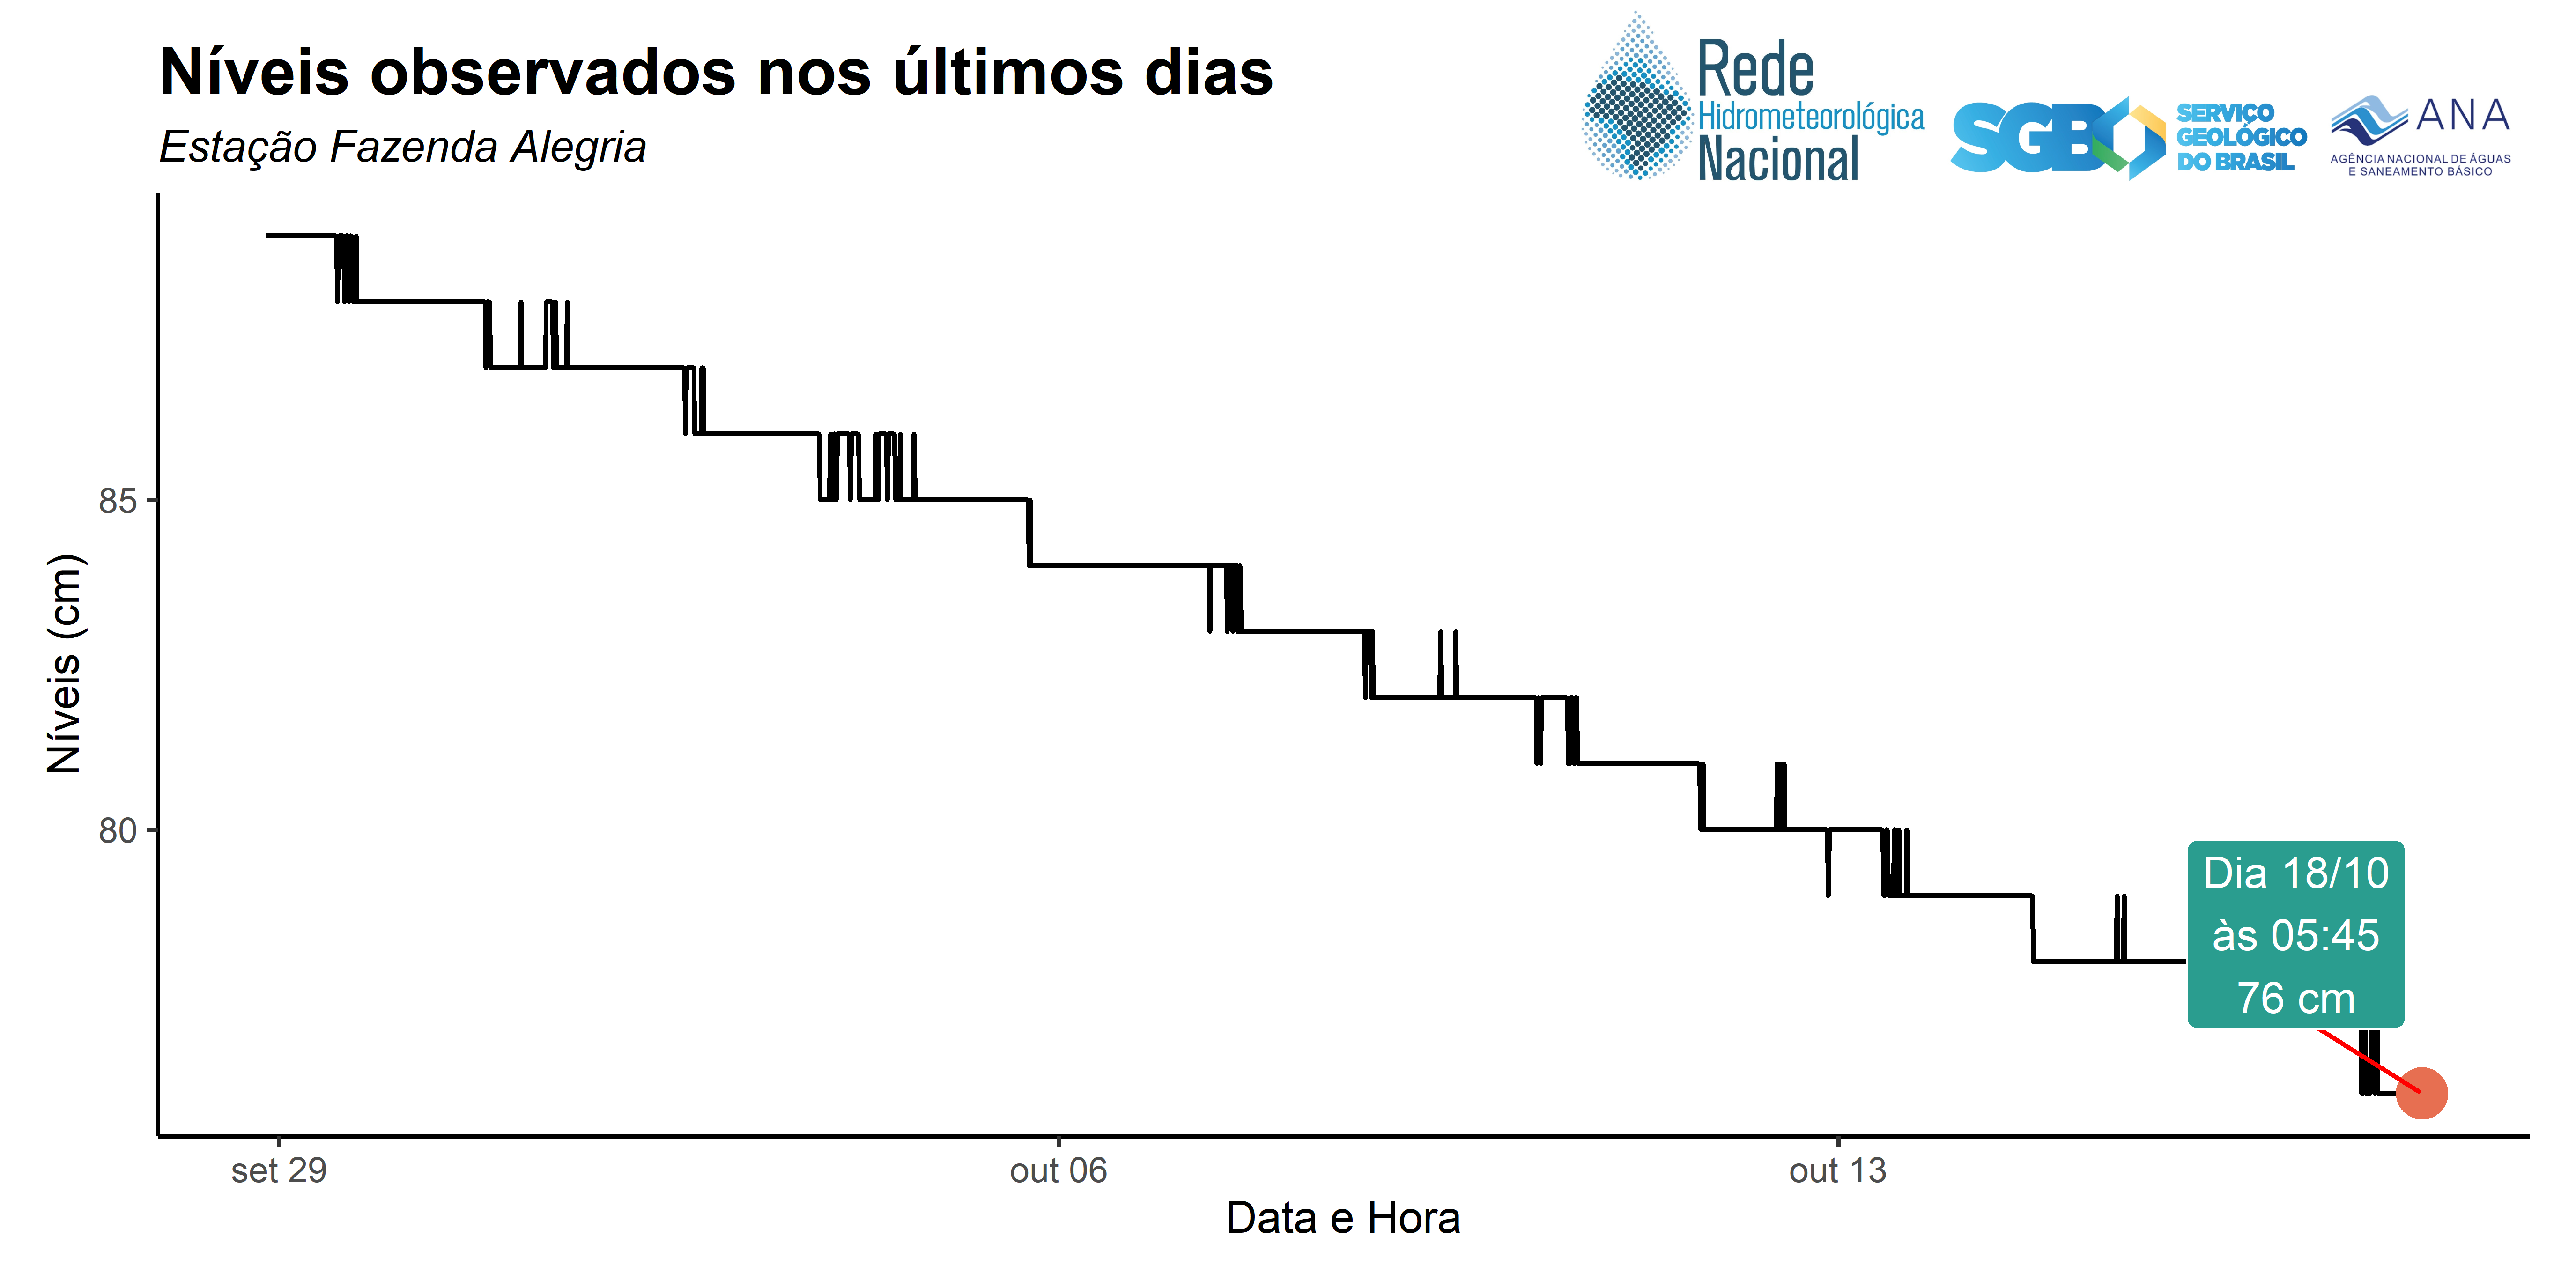 Níveis observados nos últimos dias
Estação Fazenda Alegria
Rede
Hidrometeorológica
Nacional
SGB
SERVIÇO
GEOLÓGICO
DO BRASIL
ANA
AGÊNCIA NACIONAL DE ÁGUAS
E SANEAMENTO BÁSICO
Níveis (cm)
85
80
Dia 18/10
às 05:45
76 cm
set 29
out 06
out 13
Data e Hora